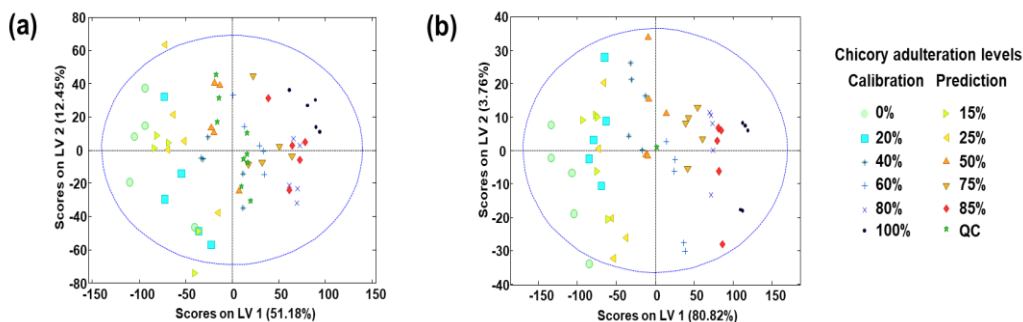 (a)
80
60
40
20
0
-20
-40
-60
-80
Scores on LV 2 (12.45%)
-150 -100 -50 0 50 100 150
Scores on LV 1 (51.18%)
(b)
40
30
20
10
0
-10
-20
-30
-40
Scores on LV 2 (3.76%)
-150 -100 -50 0 50 100 150
Scores on LV 1 (80.82%)
Chicory adulteration levels
Calibration Prediction
0% 15%
20% 25%
40% 50%
60% 75%
80% 85%
100% QC